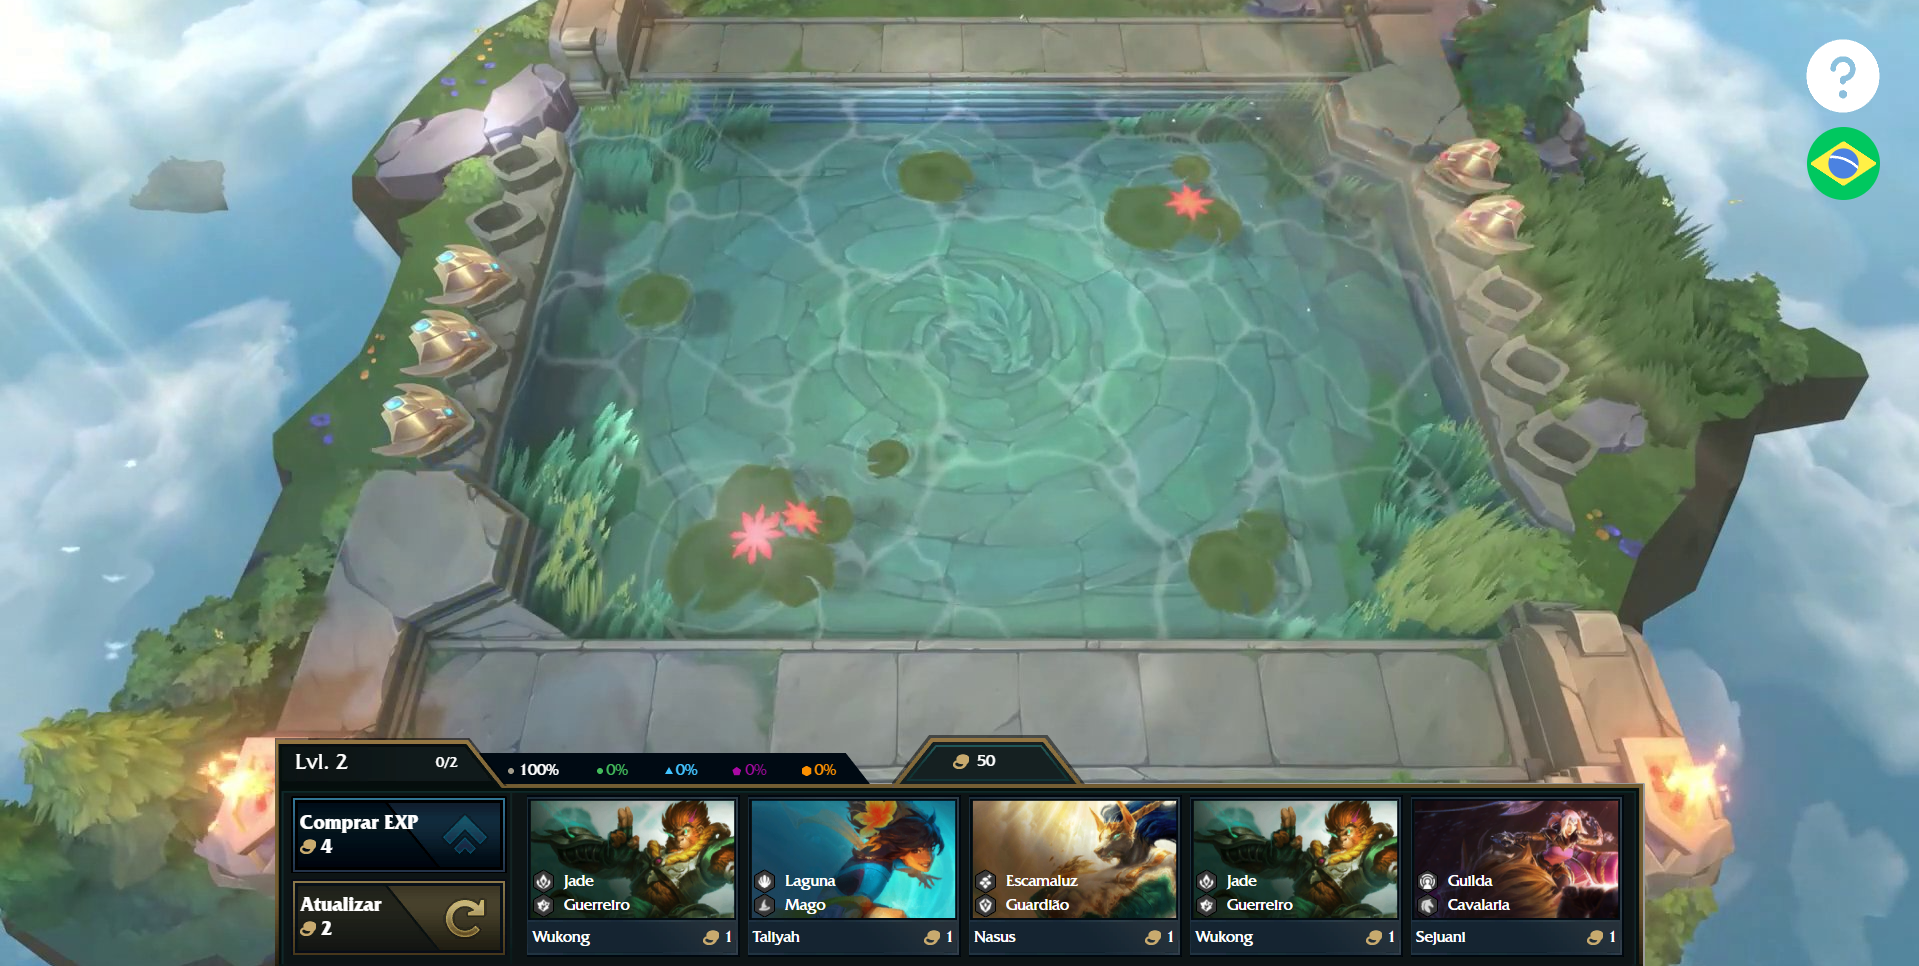 ?
Lvl. 2
0/2
100%
0%
0%
0%
0%
50
Comprar EXP
4
Atualizar
2
Jade
Guerreiro
Wukong
1
Laguna
Mago
Taliyah
1
Escamaluz
Guardião
Nasus
1
Jade
Guerreiro
Wukong
1
Guilda
Cavalaria
Sejuani
1